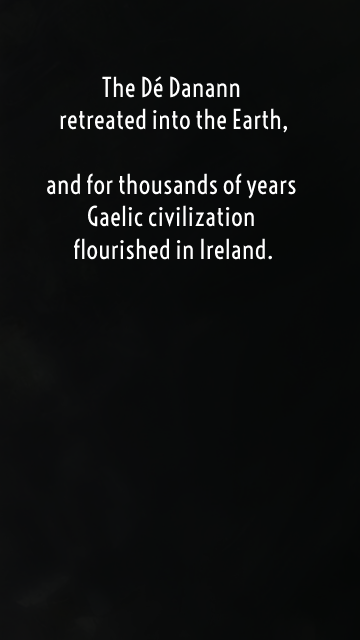 The Dé Danann
retreated into the Earth,
and for thousands of years
Gaelic civilization
flourished in Ireland.